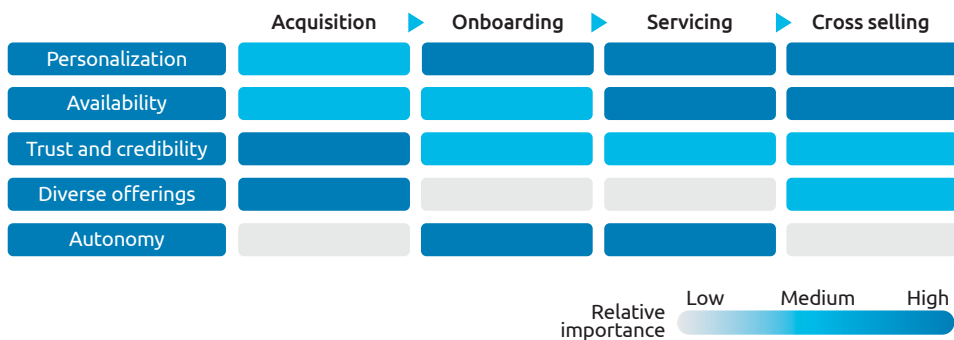 Acquisition Onboarding Servicing Cross selling
Personalization
Availability
Trust and credibility
Diverse offerings
Autonomy
Low Medium High
Relative
importance